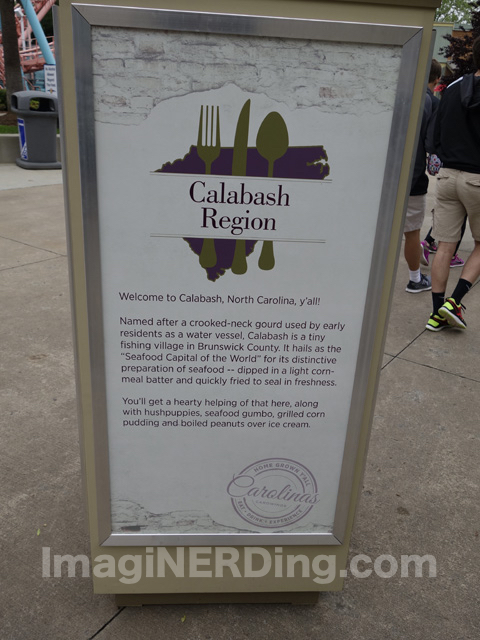 Calabash
Region
Welcome to Calabash, North Carolina, y'all!
Named after a crooked-neck gourd used by early
residents as a water vessel, Calabash is a tiny
fishing village in Brunswick County. It hails as the
"Seafood Capital of the World" for its distinctive
preparation of seafood -- dipped in a light corn-
meal batter and quickly fried to seal in freshness.
You'll get a hearty helping of that here, along
with hushpuppies, seafood gumbo, grilled corn
pudding and boiled peanuts over ice cream.
Carolinas
EAT · DRINK · EXPERIENCE
ImagiNERDing.com